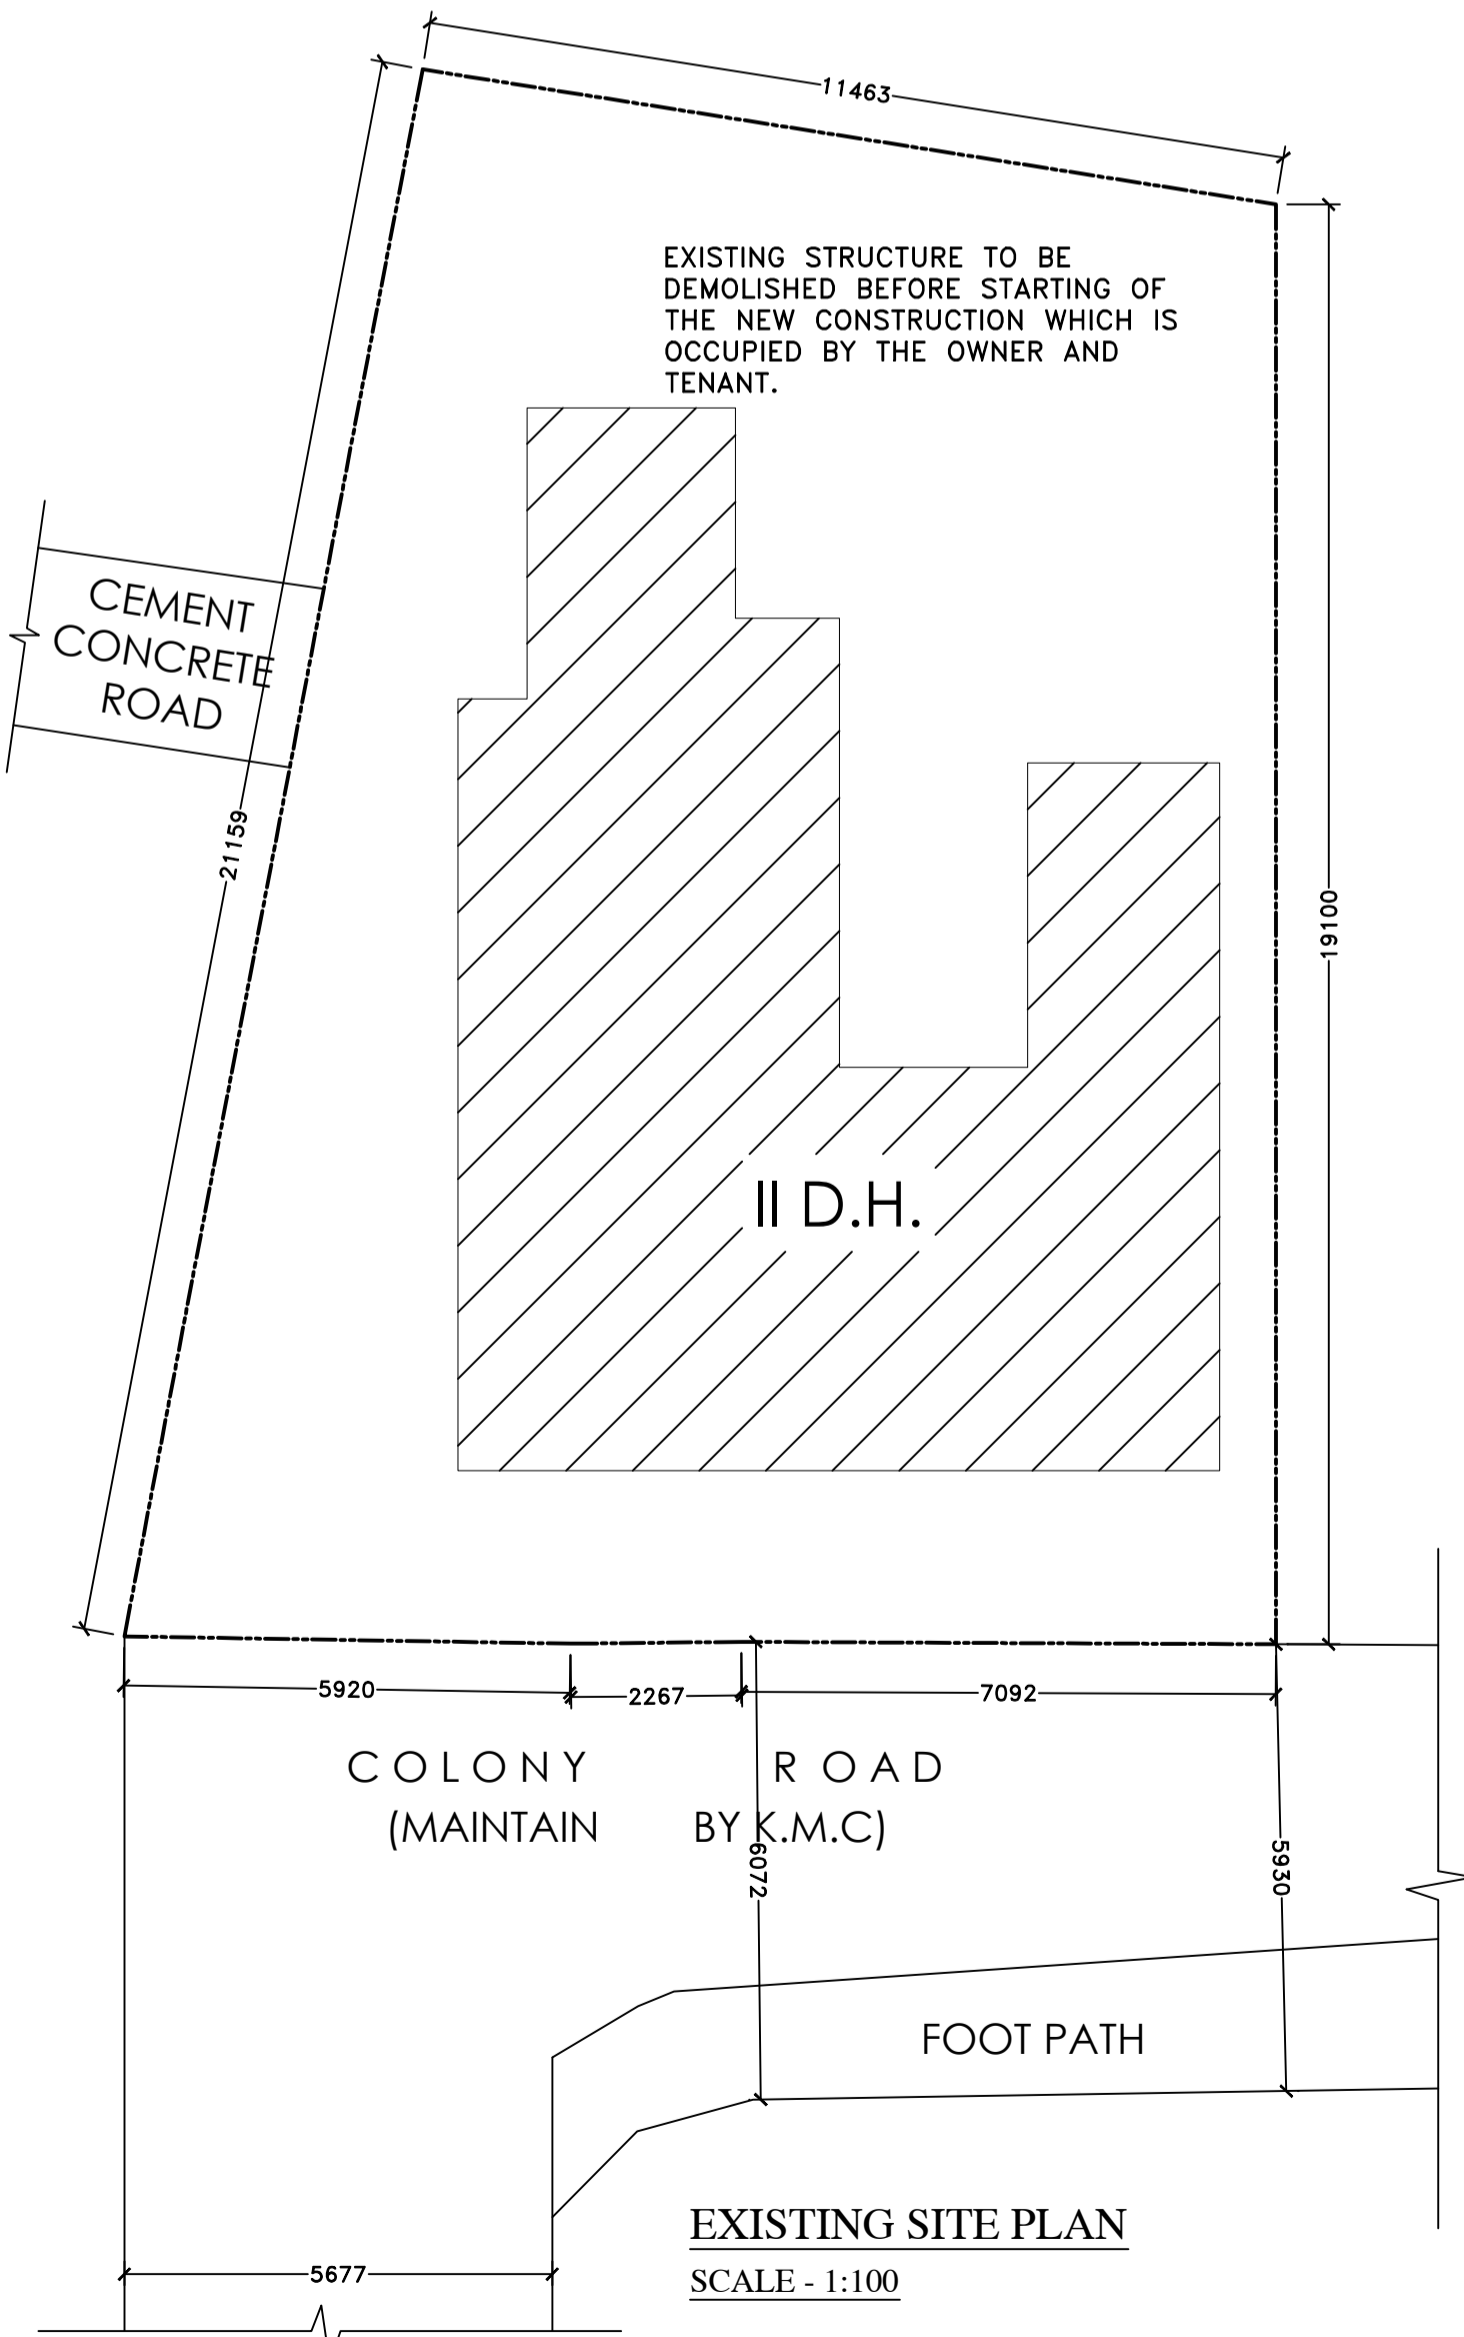 11463
EXISTING STRUCTURE TO BE
DEMOLISHED BEFORE STARTING OF
THE NEW CONSTRUCTION WHICH IS
OCCUPIED BY THE OWNER AND
TENANT.
CEMENT
CONCRETE
ROAD
21159
19100
II D.H.
5920
2267
7092
COLONY ROAD
(MAINTAIN BY K.M.C)
6072
5930
FOOT PATH
EXISTING SITE PLAN
5677
SCALE - 1:100